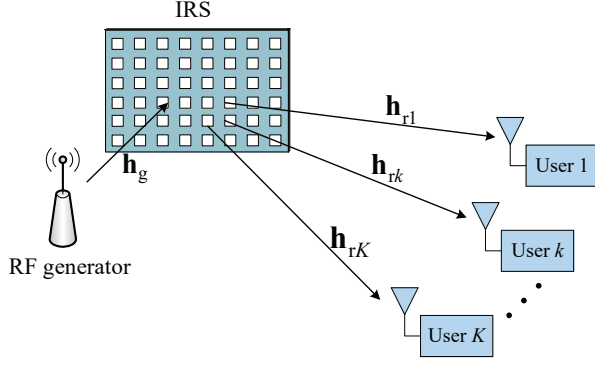 IRS
h_r1
User 1
h_g
h_rk
User k
RF generator
h_rK
User K